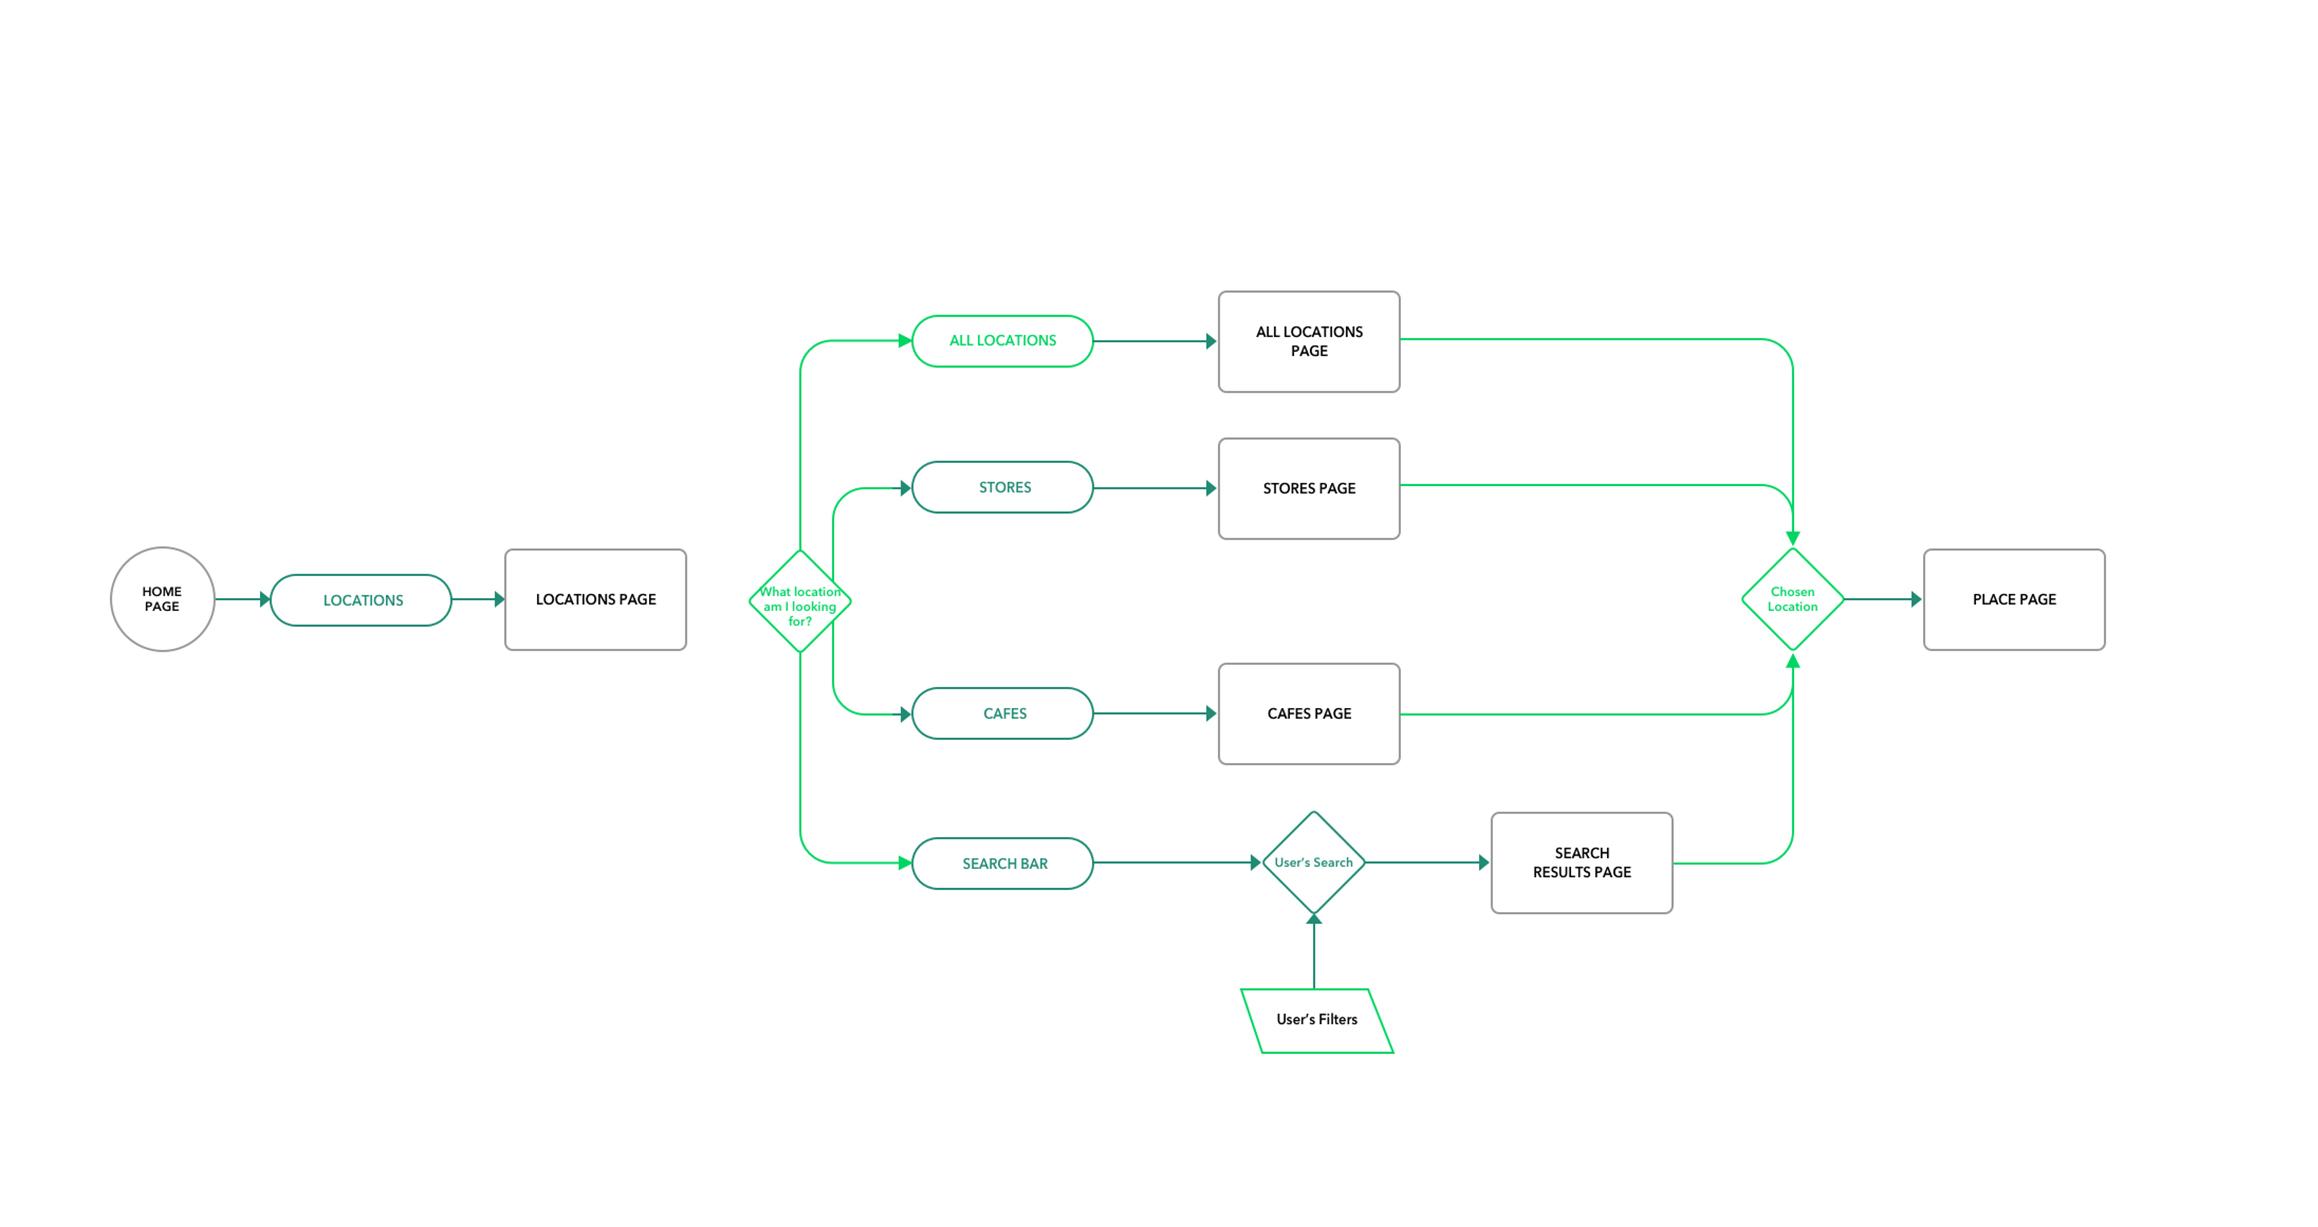 HOME
PAGE
LOCATIONS
LOCATIONS PAGE
What location
am I looking
for?
ALL LOCATIONS
ALL LOCATIONS
PAGE
STORES
STORES PAGE
CAFES
CAFES PAGE
SEARCH BAR
User's Search
User's Filters
SEARCH
RESULTS PAGE
Chosen
Location
PLACE PAGE